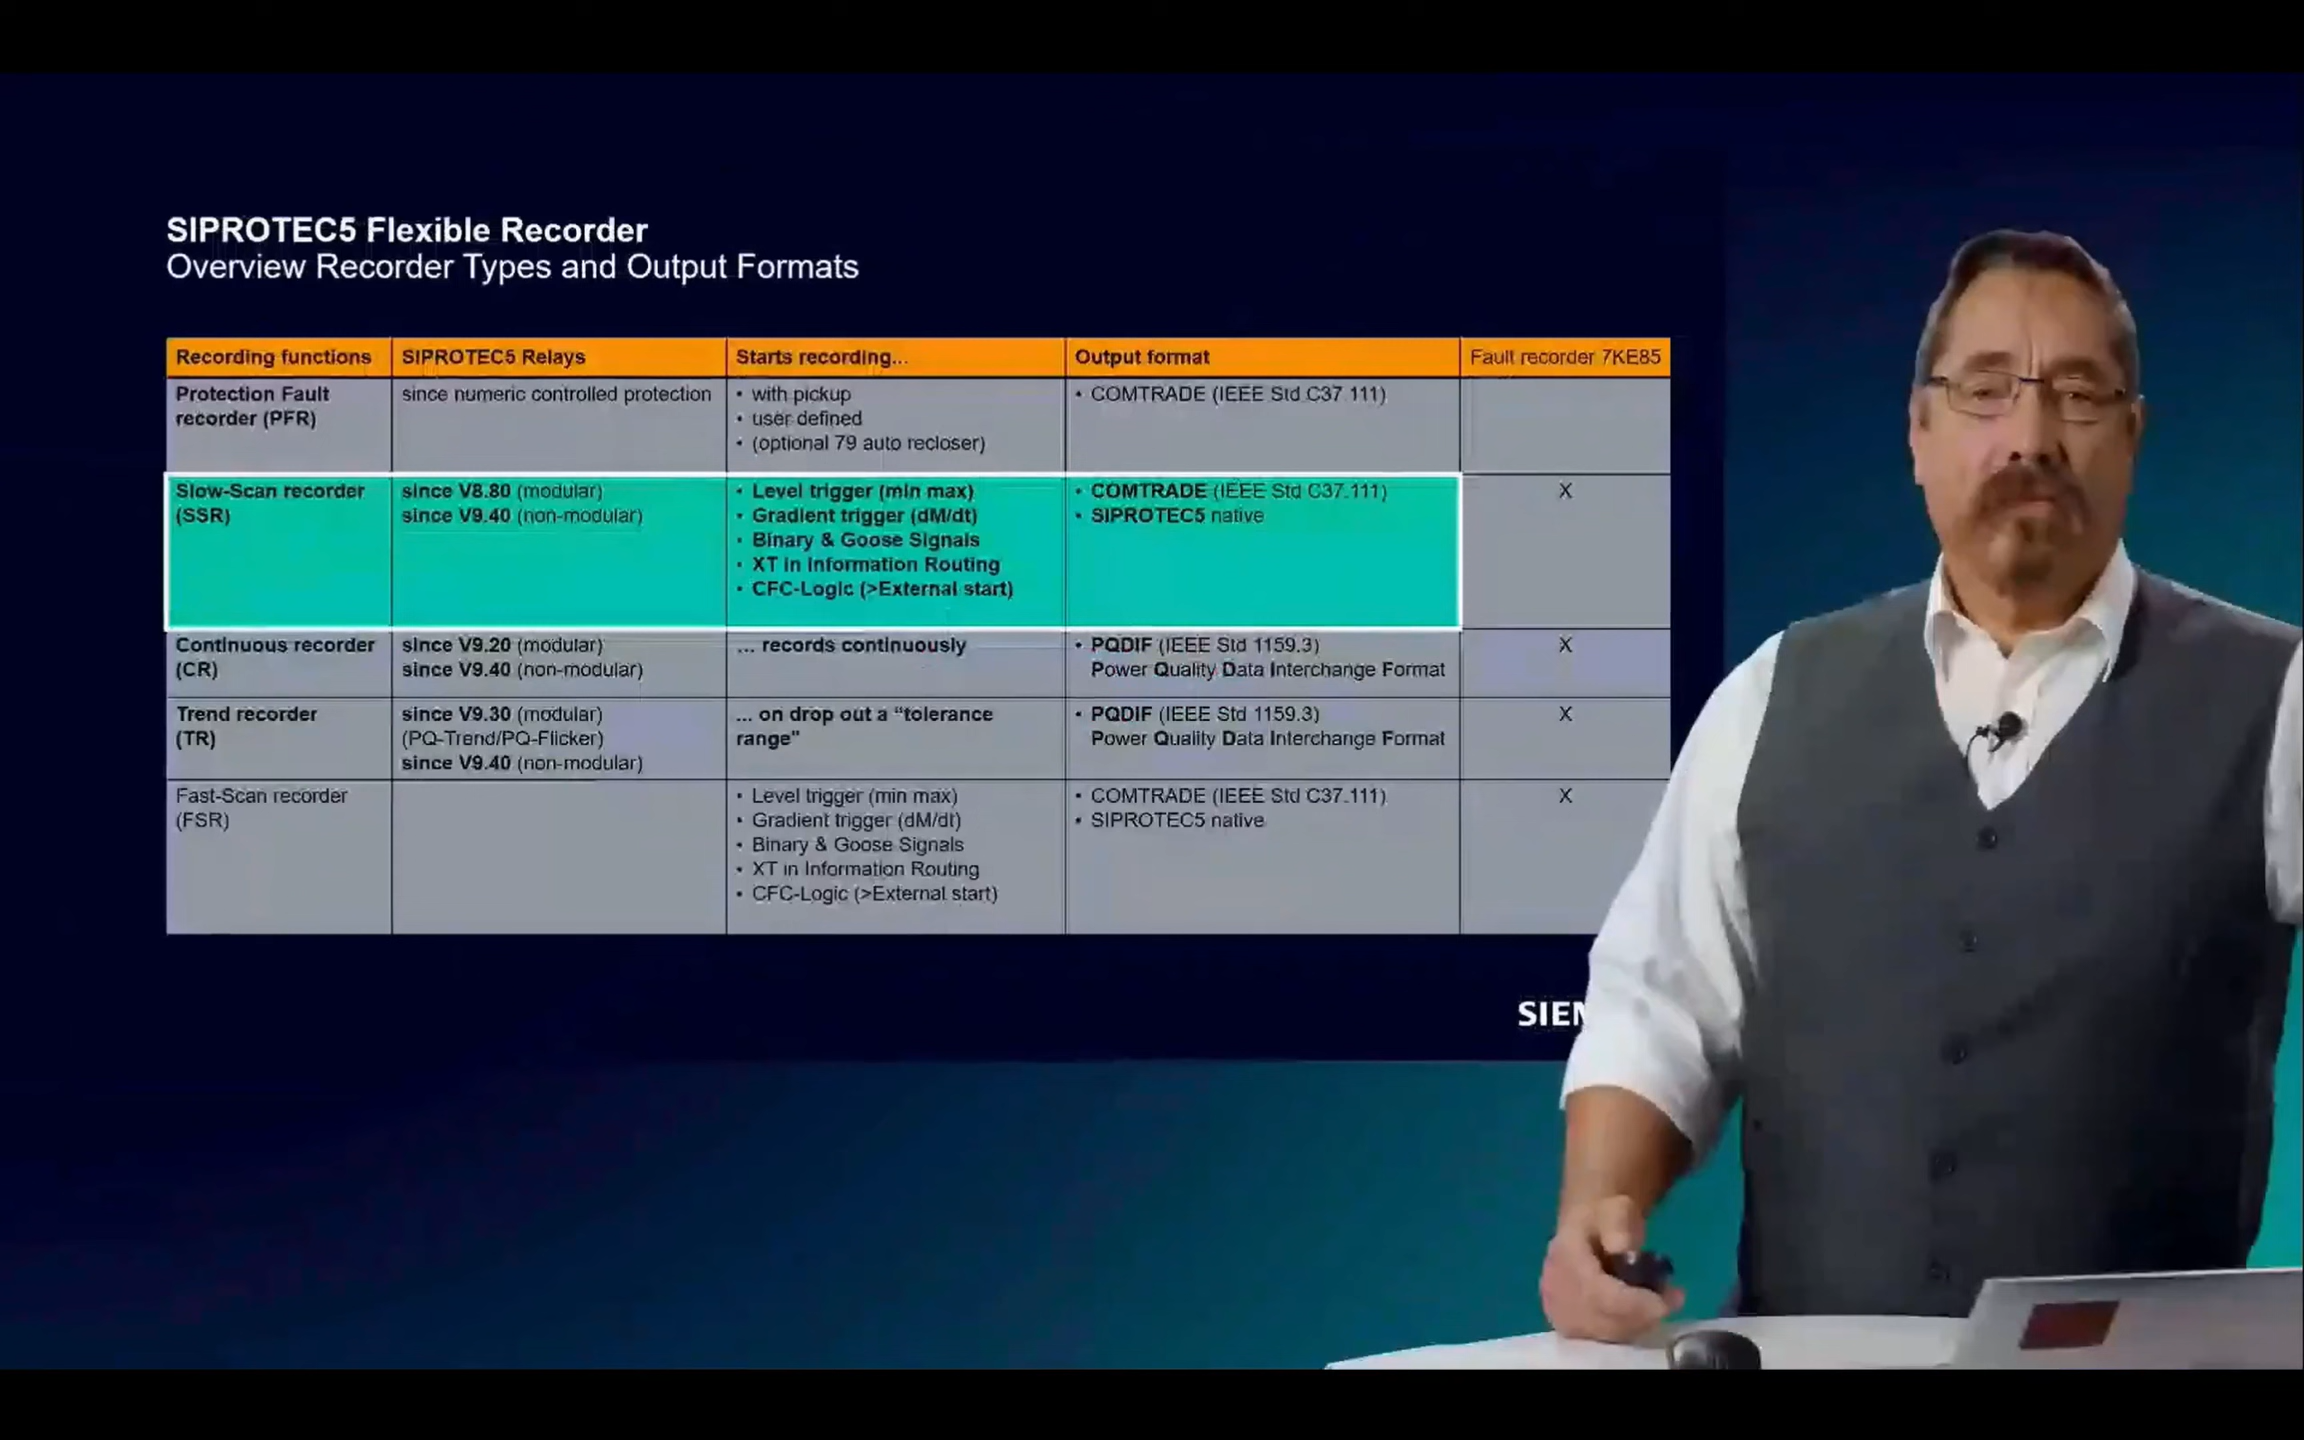 SIPROTEC5 Flexible Recorder
Overview Recorder Types and Output Formats
Recording functions
SIPROTEC5 Relays
Starts recording...
Output format
Fault recorder 7KE85
Protection Fault
recorder (PFR)
since numeric controlled protection
• with pickup
• user defined
• (optional 79 auto recloser)
• COMTRADE (IEEE Std C37.111)
Slow-Scan recorder
(SSR)
since V8.80 (modular)
since V9.40 (non-modular)
• Level trigger (min max)
• Gradient trigger (dM/dt)
• Binary & Goose Signals
• XT in Information Routing
• CFC-Logic (>External start)
• COMTRADE (IEEE Std C37.111)
• SIPROTEC5 native
X
Continuous recorder
(CR)
since V9.20 (modular)
since V9.40 (non-modular)
... records continuously
• PQDIF (IEEE Std 1159.3)
Power Quality Data Interchange Format
X
Trend recorder
(TR)
since V9.30 (modular)
(PQ-Trend/PQ-Flicker)
since V9.40 (non-modular)
... on drop out a “tolerance
range”
• PQDIF (IEEE Std 1159.3)
Power Quality Data Interchange Format
X
Fast-Scan recorder
(FSR)
• Level trigger (min max)
• Gradient trigger (dM/dt)
• Binary & Goose Signals
• XT in Information Routing
• CFC-Logic (>External start)
• COMTRADE (IEEE Std C37.111)
• SIPROTEC5 native
X